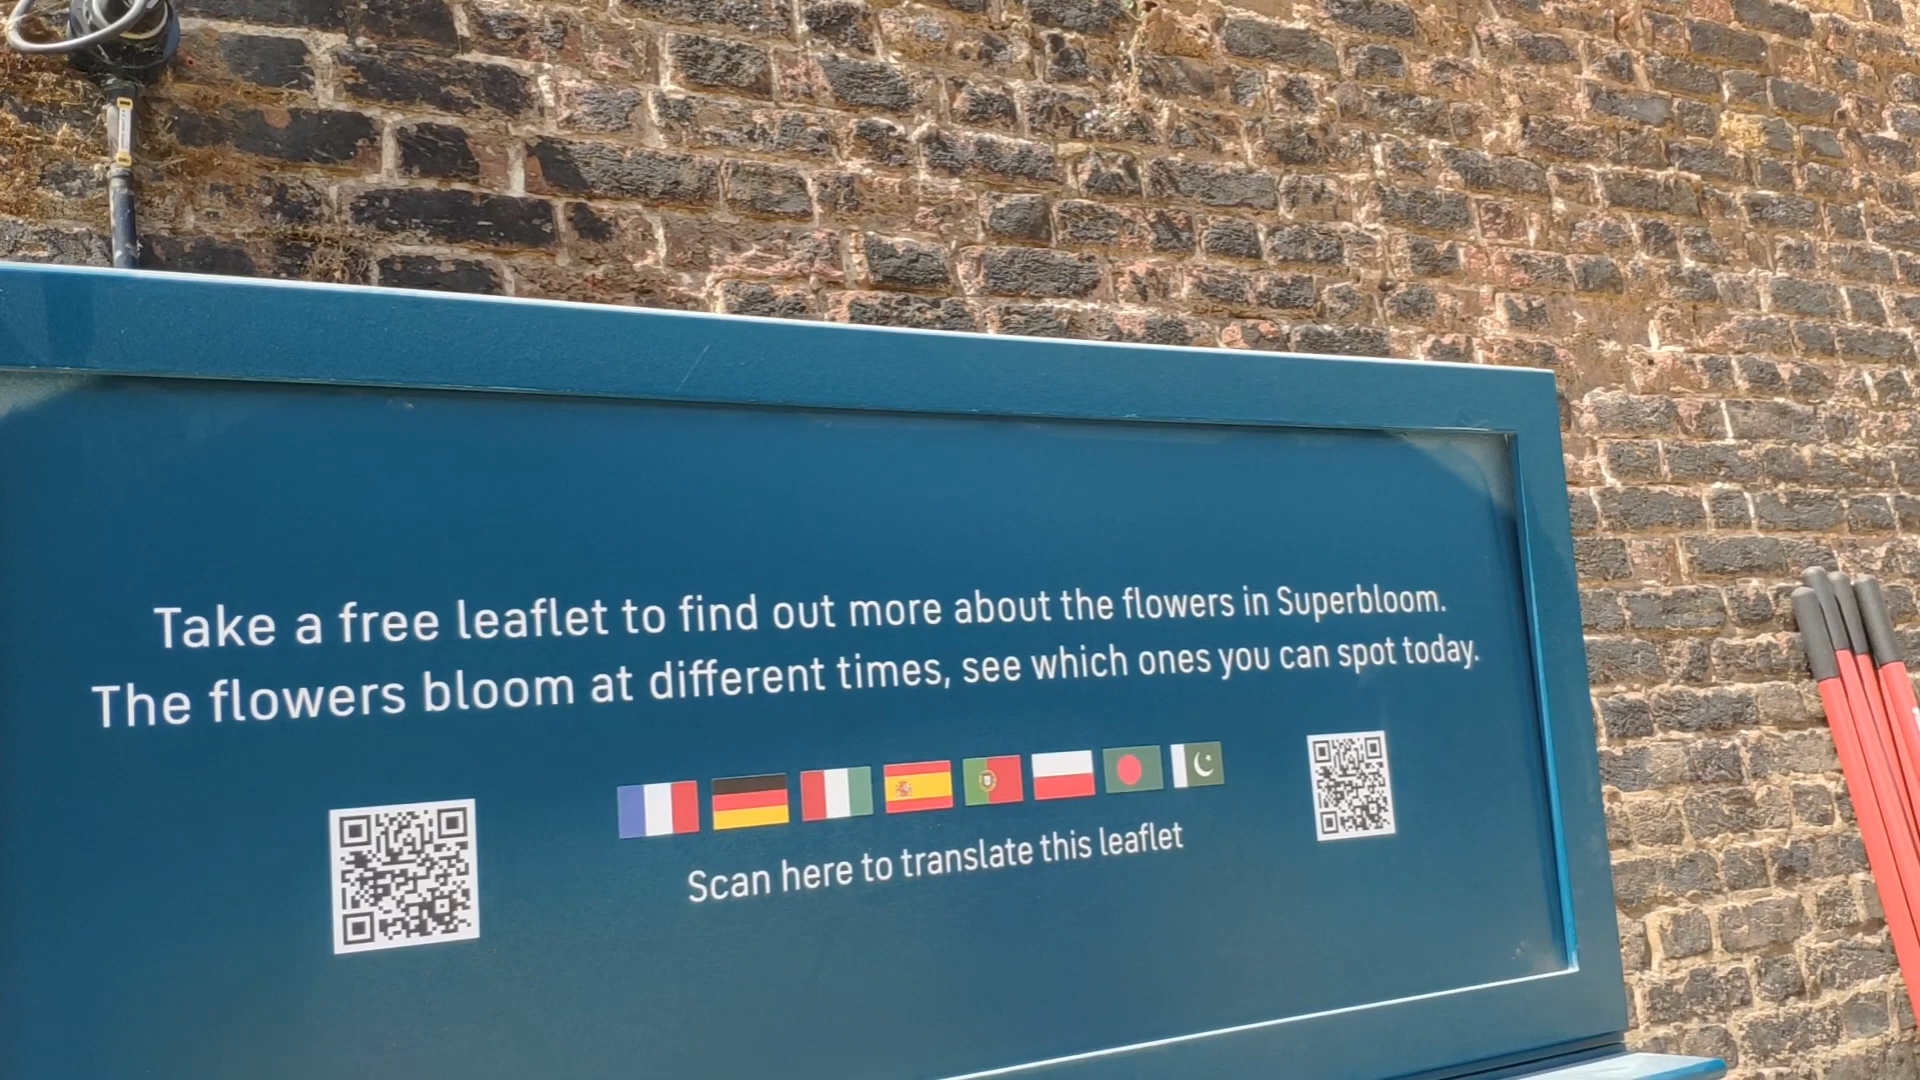 Take a free leaflet to find out more about the flowers in Superbloom.
The flowers bloom at different times, see which ones you can spot today.
Scan here to translate this leaflet